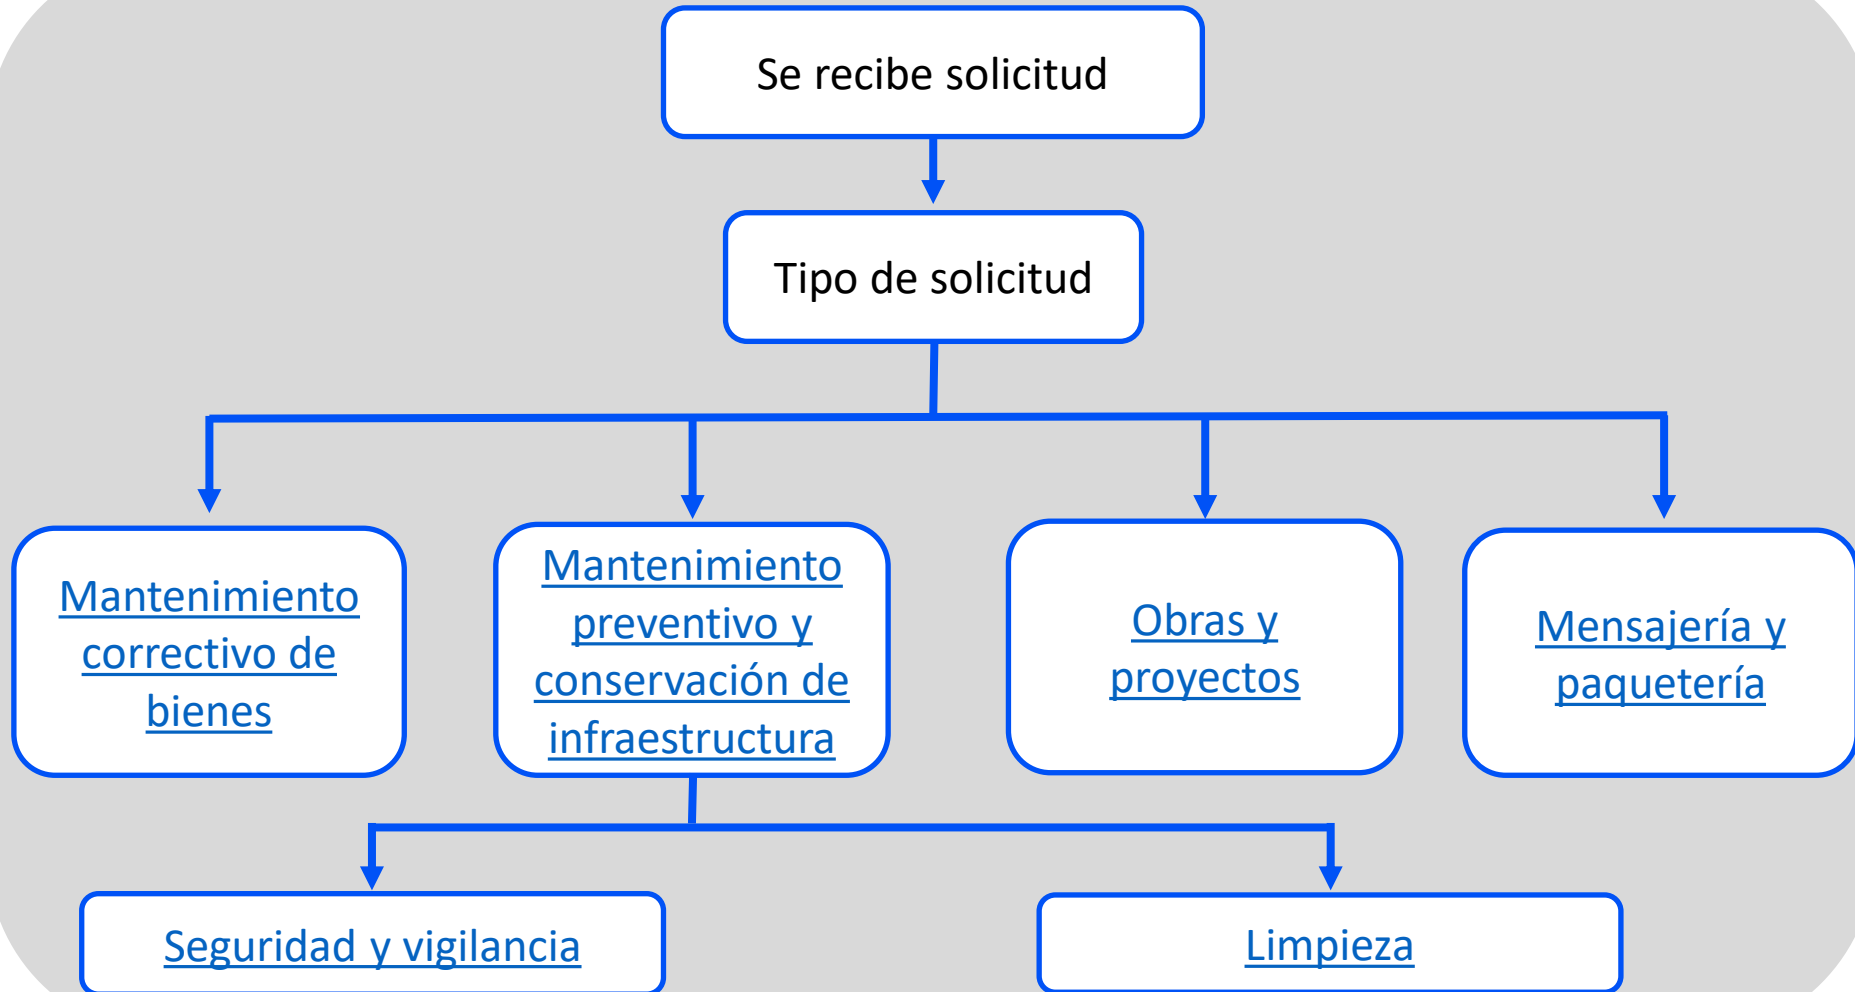 Se recibe solicitud
Tipo de solicitud
Mantenimiento
correctivo de
bienes
Mantenimiento
preventivo y
conservación de
infraestructura
Obras y
proyectos
Mensajería y
paquetería
Seguridad y vigilancia
Limpieza